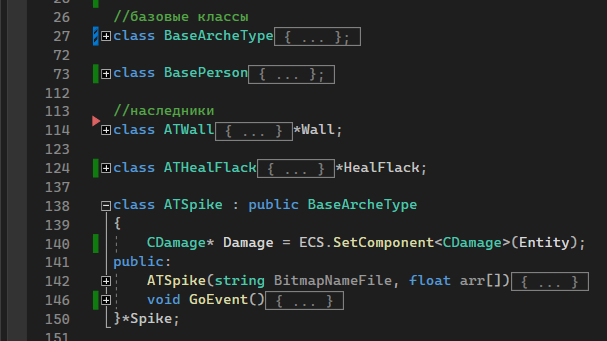 26 //базовые классы
27 class BaseArcheType { ... };
72
73 class BasePerson { ... };
112
113 //наследники
114 class ATWall { ... } *Wall;
123
124 class ATHealFlack { ... } *HealFlack;
137
138 class ATSpike : public BaseArcheType
139 {
140 CDamage* Damage = ECS.SetComponent<CDamage>(Entity);
141 public:
142 ATSpike(string BitmapNameFile, float arr[]) { ... }
146 void GoEvent() { ... }
150 }*Spike;
151